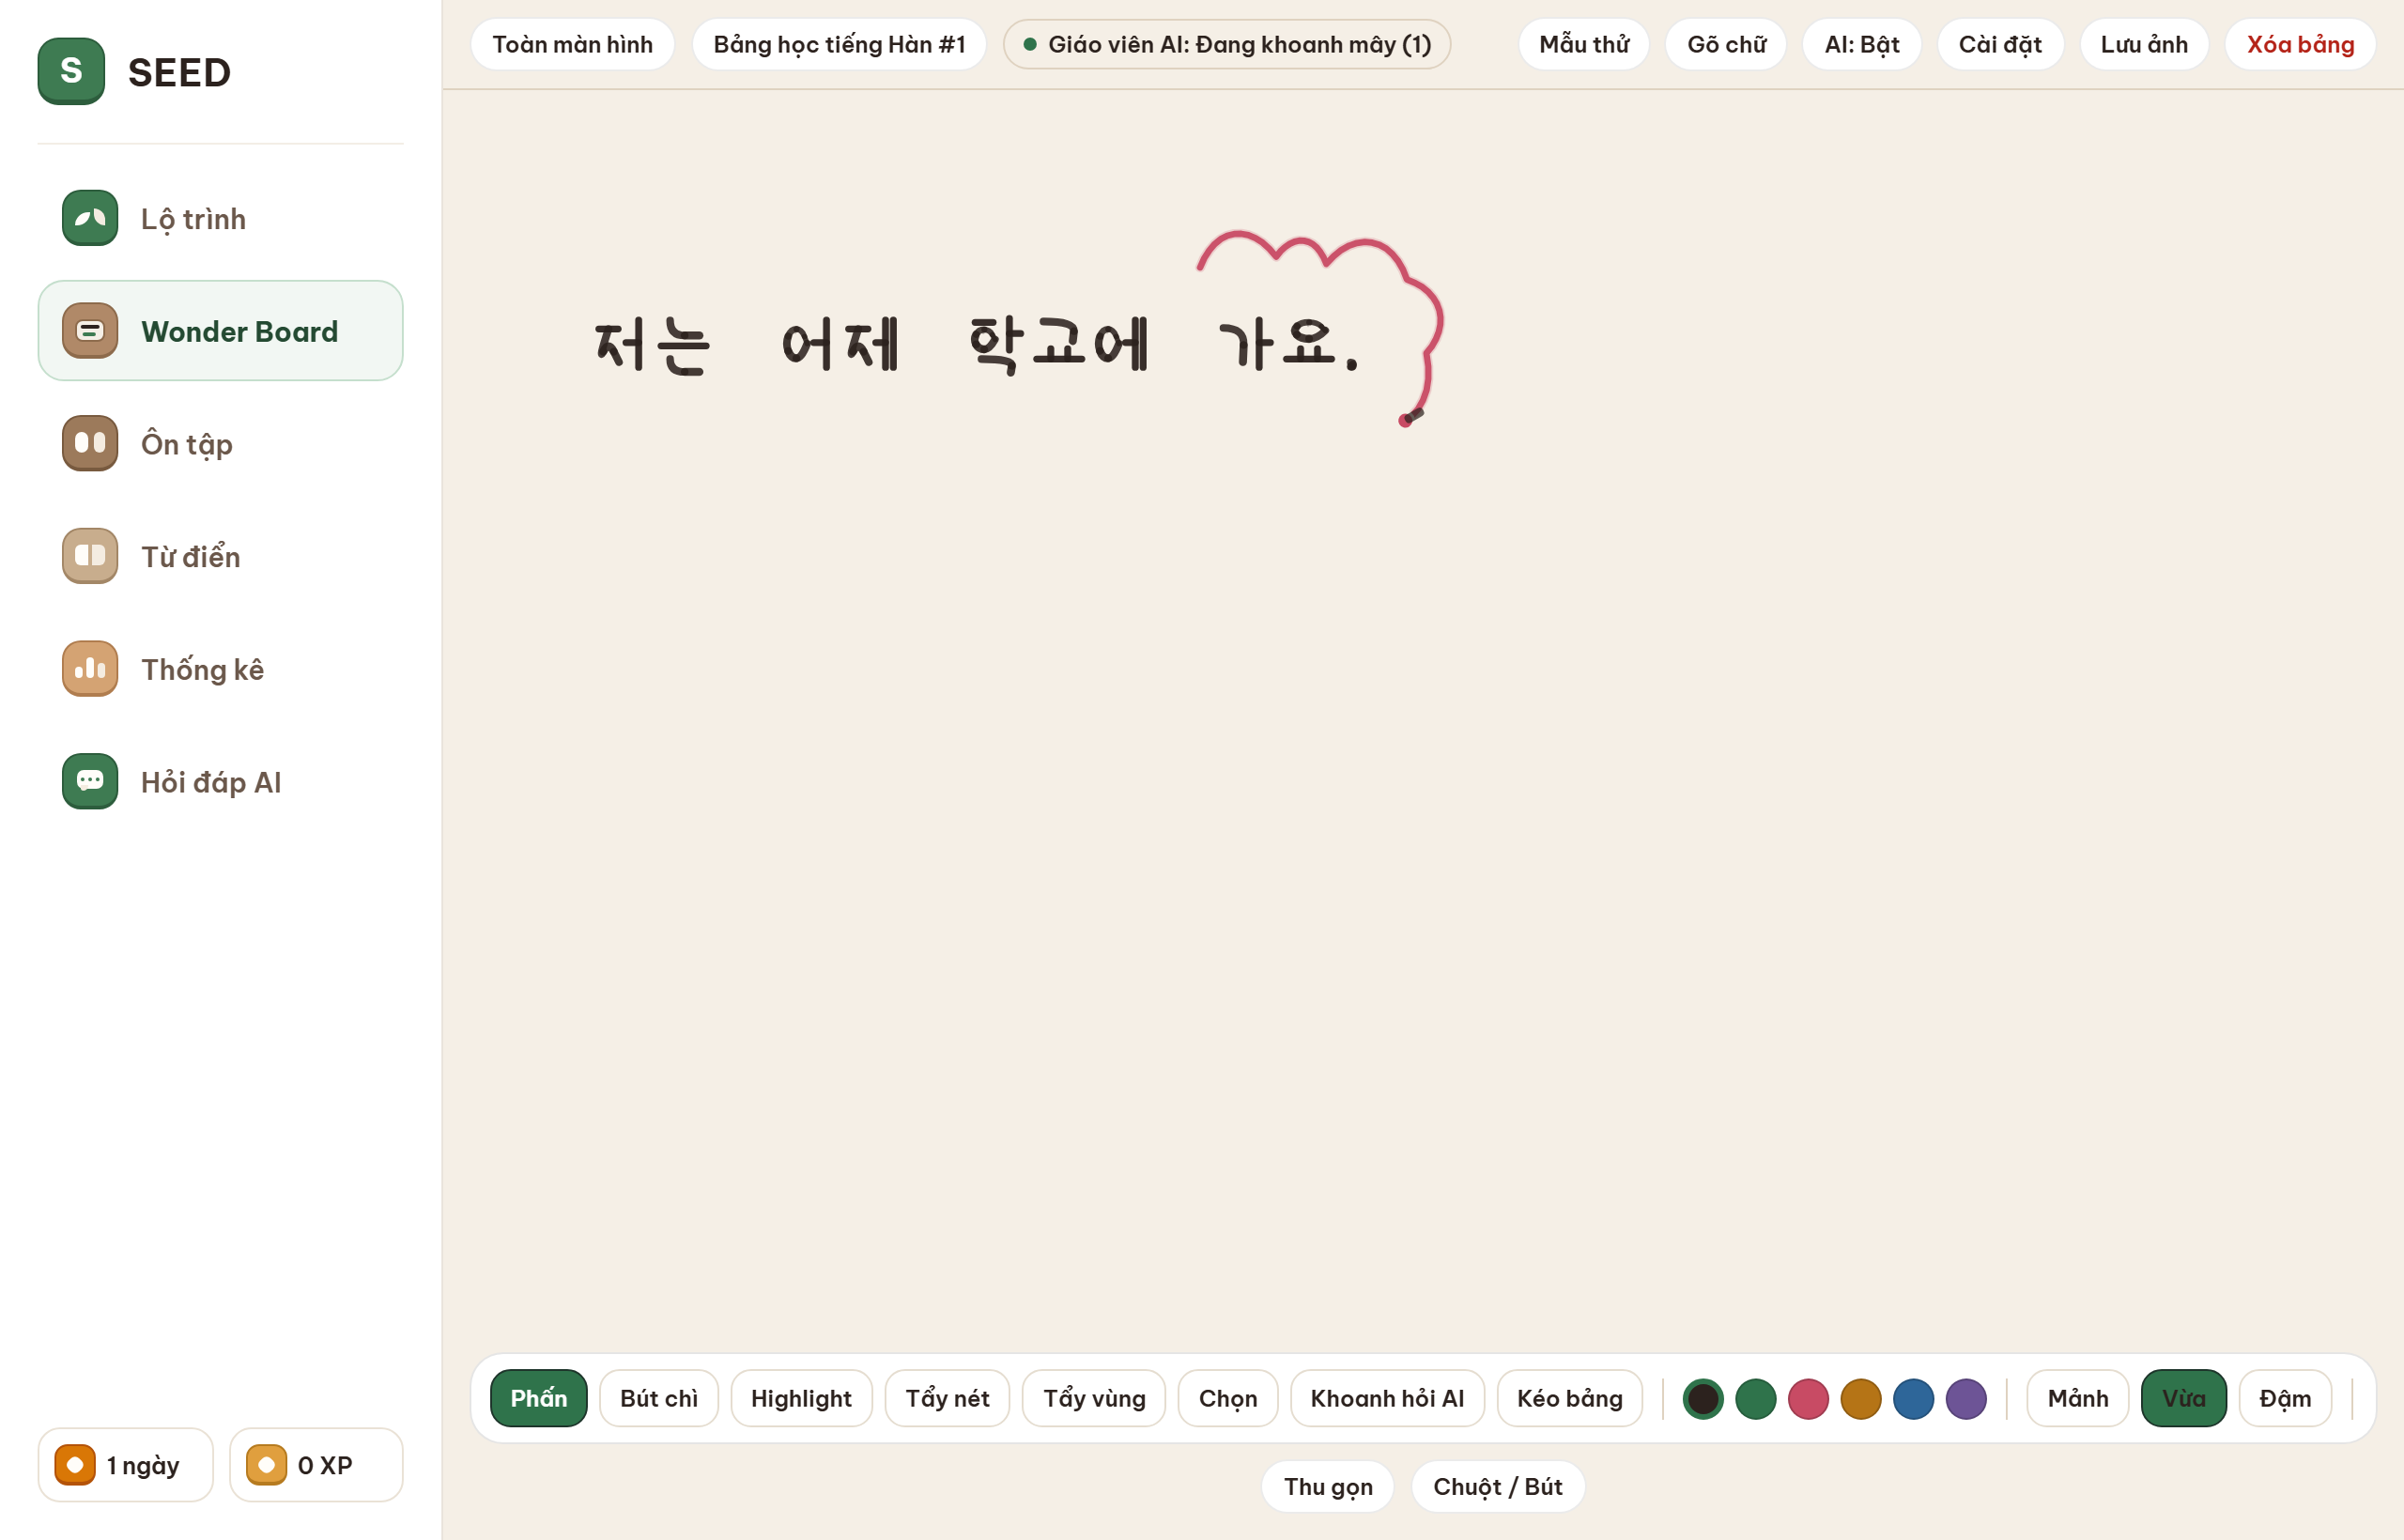 S SEED
Lộ trình
Wonder Board
Ôn tập
Từ điển
Thống kê
Hỏi đáp AI
1 ngày
0 XP
Toàn màn hình
Bảng học tiếng Hàn #1
Giáo viên AI: Đang khoanh mây (1)
Mẫu thử
Gõ chữ
AI: Bật
Cài đặt
Lưu ảnh
Xóa bảng
저는 어제 학교에 가요.
Phấn
Bút chì
Highlight
Tẩy nét
Tẩy vùng
Chọn
Khoanh hỏi AI
Kéo bảng
Mảnh
Vừa
Đậm
Thu gọn
Chuột / Bút